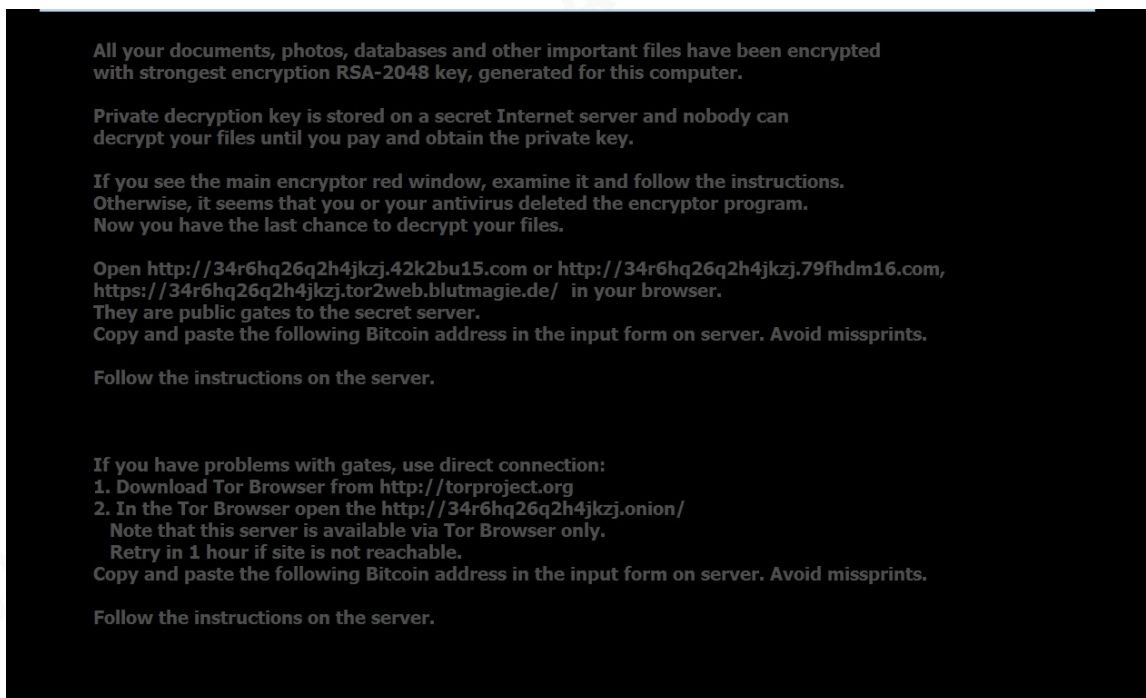 All your documents, photos, databases and other important files have been encrypted
with strongest encryption RSA-2048 key, generated for this computer.
Private decryption key is stored on a secret Internet server and nobody can
decrypt your files until you pay and obtain the private key.
If you see the main encryptor red window, examine it and follow the instructions.
Otherwise, it seems that you or your antivirus deleted the encryptor program.
Now you have the last chance to decrypt your files.
Open http://34r6hq26q2h4jkzj.42k2bu15.com or http://34r6hq26q2h4jkzj.79fhdm16.com,
https://34r6hq26q2h4jkzj.tor2web.blutmagie.de/ in your browser.
They are public gates to the secret server.
Copy and paste the following Bitcoin address in the input form on server. Avoid missprints.
Follow the instructions on the server.
If you have problems with gates, use direct connection:
1. Download Tor Browser from http://torproject.org
2. In the Tor Browser open the http://34r6hq26q2h4jkzj.onion/
Note that this server is available via Tor Browser only.
Retry in 1 hour if site is not reachable.
Copy and paste the following Bitcoin address in the input form on server. Avoid missprints.
Follow the instructions on the server.